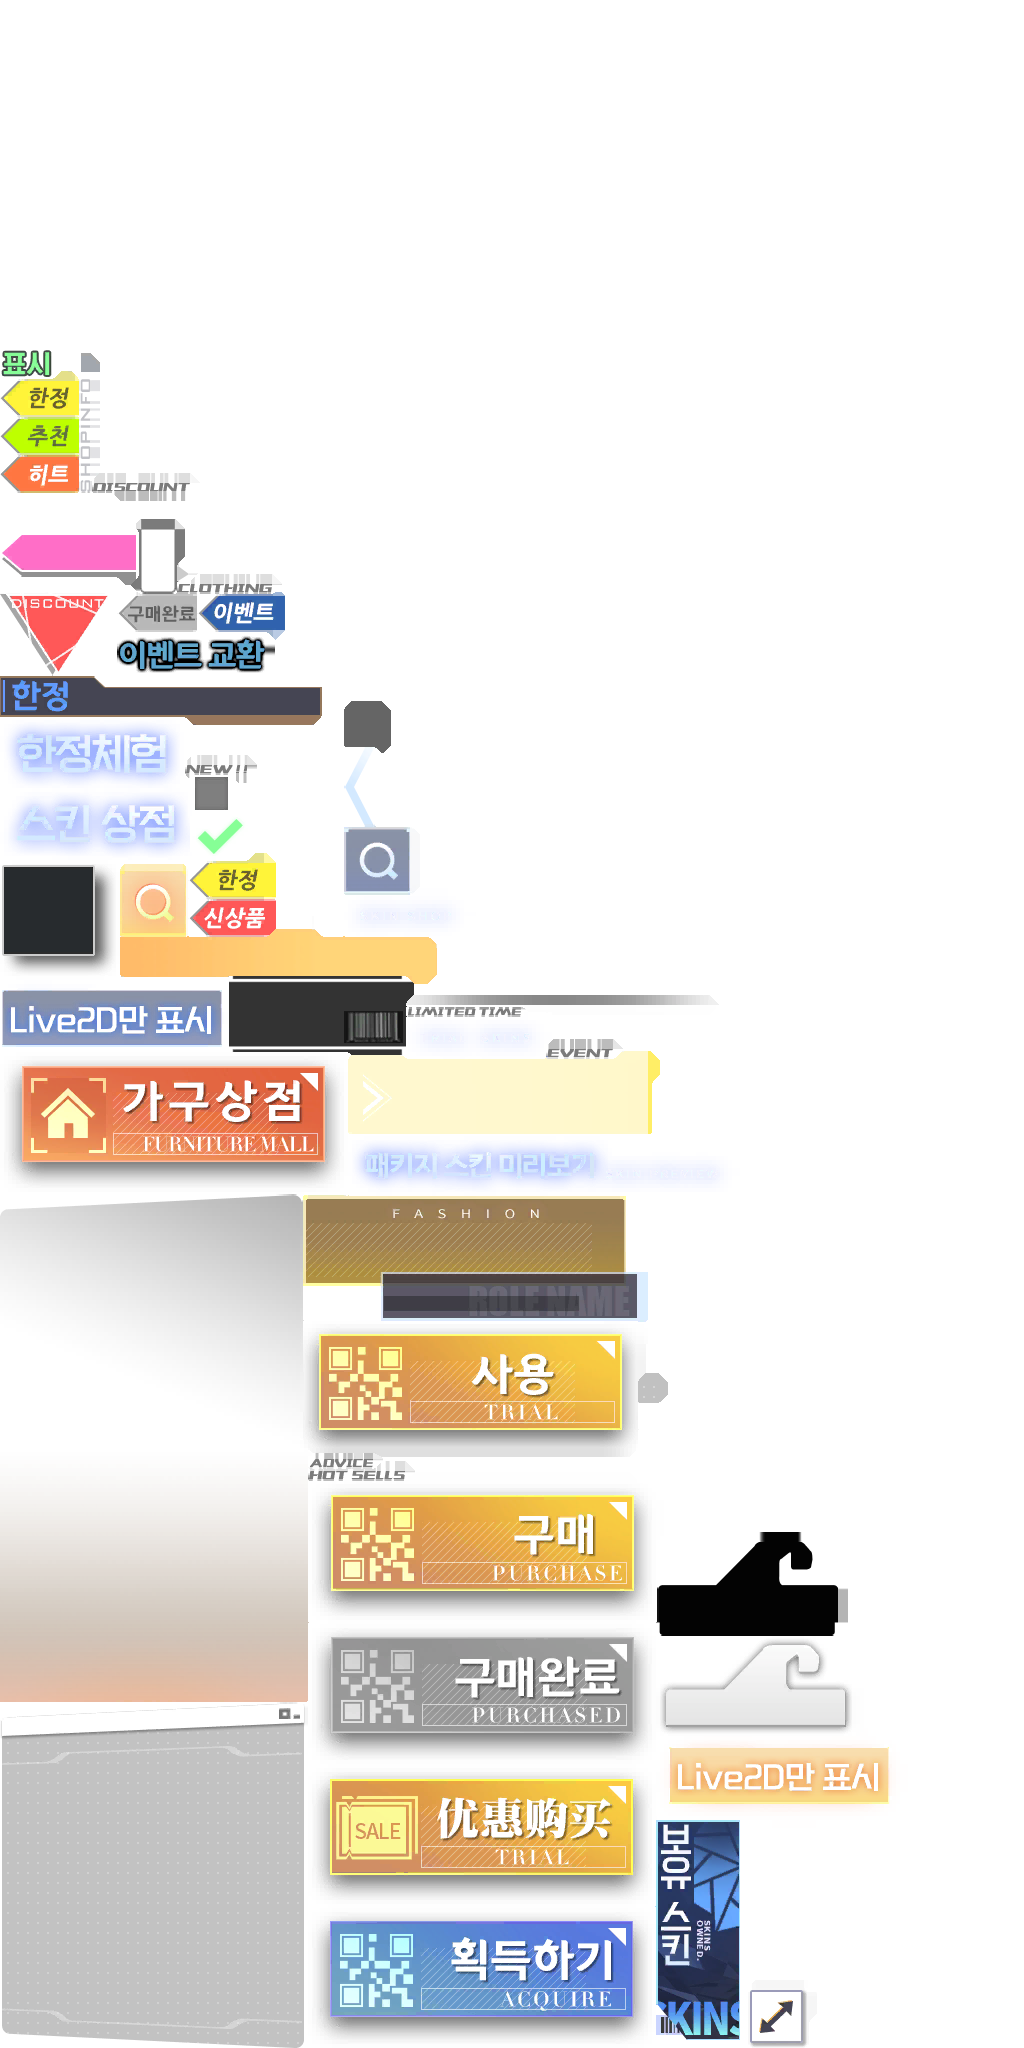 표시
한정
추천
히트
SHOPINFO
DISCOUNT
CLOTHING
DISCOUNT
구매완료
이벤트
이벤트 교환
한정
한정체험
NEW!!
스킨 상점
한정
신상품
Live2D만 표시
LIMITED TIME
EVENT
가구상점
FURNITURE MALL
패키지 스킨 미리보기
FASHION
ROLE NAME
사용
TRIAL
ADVICE
HOT SELLS
구매
PURCHASE
구매완료
PURCHASED
Live2D만 표시
SALE
优惠购买
TRIAL
보유 스킨
SKINS
OWNED.
SKINS
획득하기
ACQUIRE